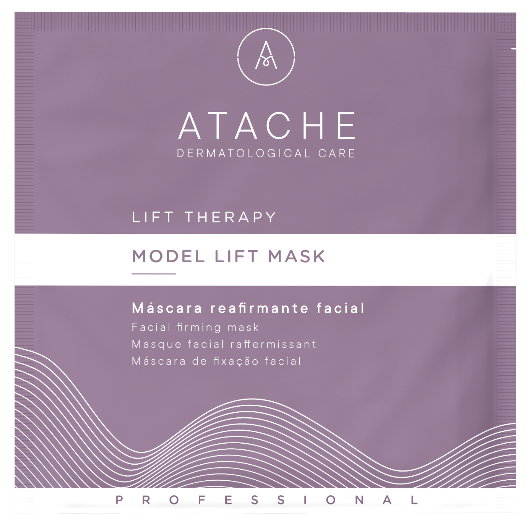 ATACHE
DERMATOLOGICAL CARE
LIFT THERAPY
MODEL LIFT MASK
Máscara reafirmante facial
Facial firming mask
Masque facial raffermissant
Máscara de fixação facial
PROFESSIONAL